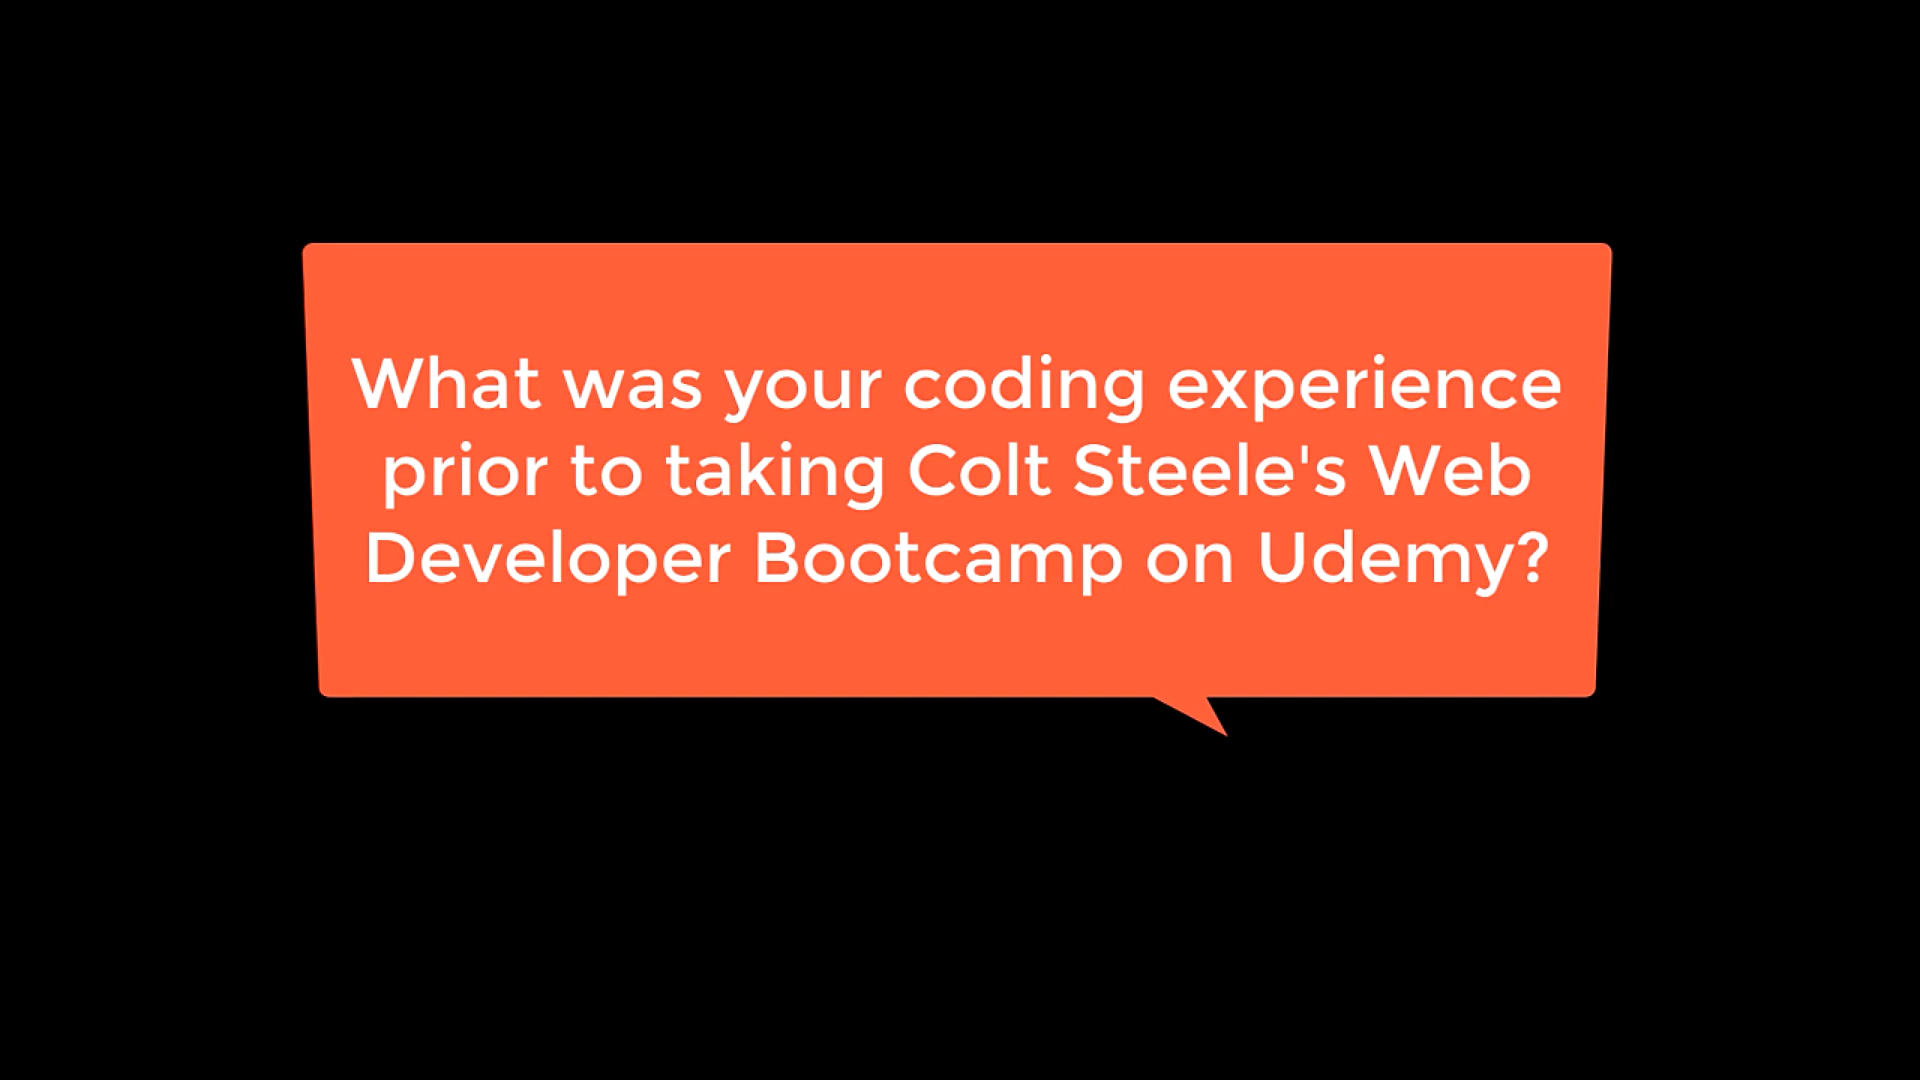 What was your coding experience
prior to taking Colt Steele's Web
Developer Bootcamp on Udemy?